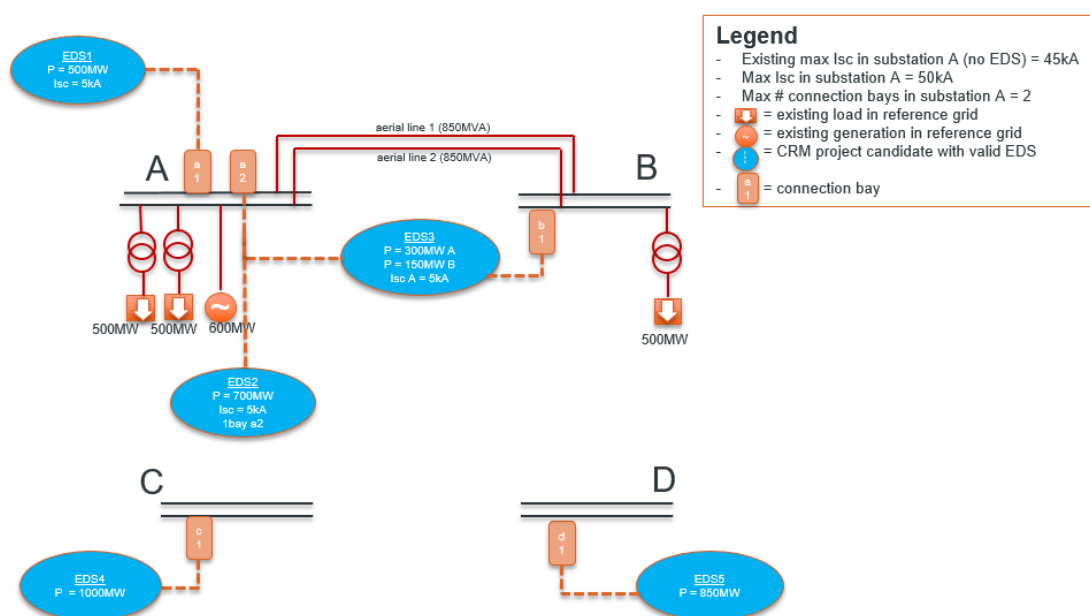 EDS1
P = 500MW
Isc = 5kA
Legend
- Existing max Isc in substation A (no EDS) = 45kA
- Max Isc in substation A = 50kA
- Max # connection bays in substation A = 2
- = existing load in reference grid
~ = existing generation in reference grid
= CRM project candidate with valid EDS
- a 1 = connection bay
aerial line 1 (850MVA)
aerial line 2 (850MVA)
A
a
1
a
2
B
b
1
EDS3
P = 300MW A
P = 150MW B
Isc A = 5kA
~
500MW
500MW
600MW
500MW
EDS2
P = 700MW
Isc = 5kA
1bay a2
C
D
c
1
d
1
EDS4
P = 1000MW
EDS5
P = 850MW